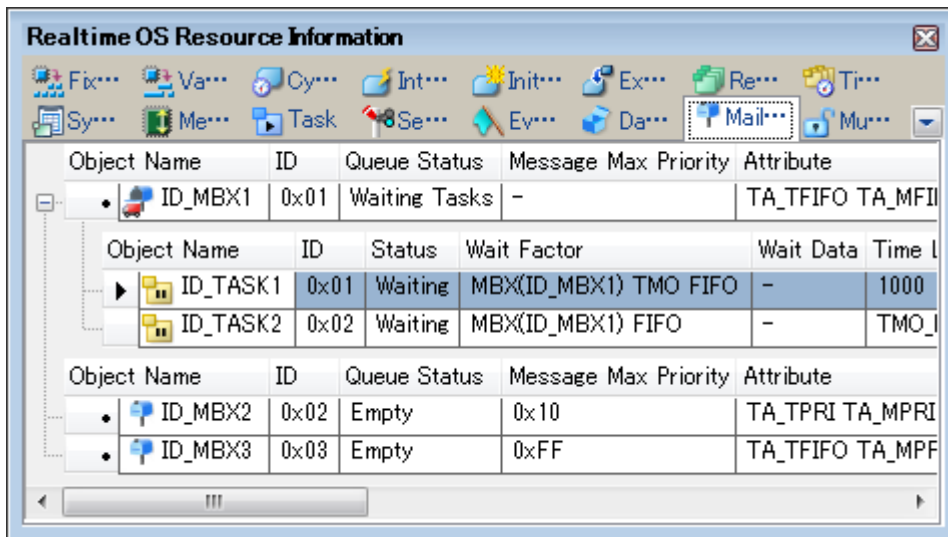 Realtime OS Resource Information
Fix… Va… Cy… Int… Init… Ex… Re… Ti…
Sy… Me… Task Se… Ev… Da… Mail… Mu…
Object Name ID Queue Status Message Max Priority Attribute
ID_MBX1 0x01 Waiting Tasks - TA_TFIFO TA_MFI
Object Name ID Status Wait Factor Wait Data Time
ID_TASK1 0x01 Waiting MBX(ID_MBX1) TMO FIFO - 1000
ID_TASK2 0x02 Waiting MBX(ID_MBX1) FIFO - TMO_
Object Name ID Queue Status Message Max Priority Attribute
ID_MBX2 0x02 Empty 0x10 TA_TPRI TA_MPRI
ID_MBX3 0x03 Empty 0xFF TA_TFIFO TA_MPF